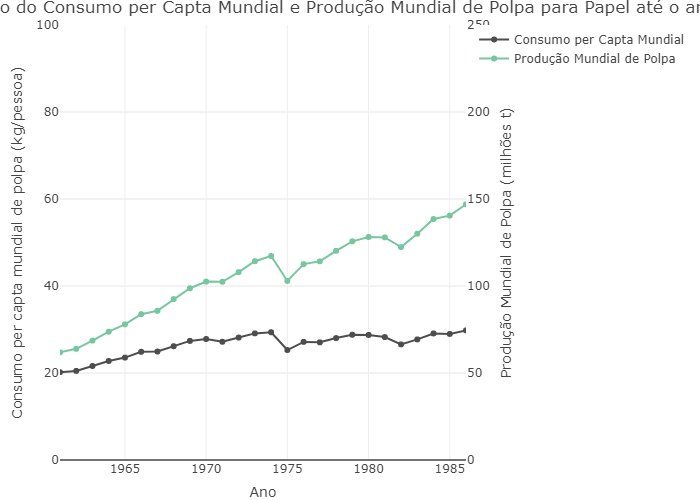 o do Consumo per Capta Mundial e Produção Mundial de Polpa para Papel até o a
Consumo per Capta Mundial
Produção Mundial de Polpa
Consumo per capta mundial de polpa (kg/pessoa)
100
80
60
40
20
0
250
200
150
100
50
0
Produção Mundial de Polpa (milhões t)
1965
1970
1975
1980
1985
Ano